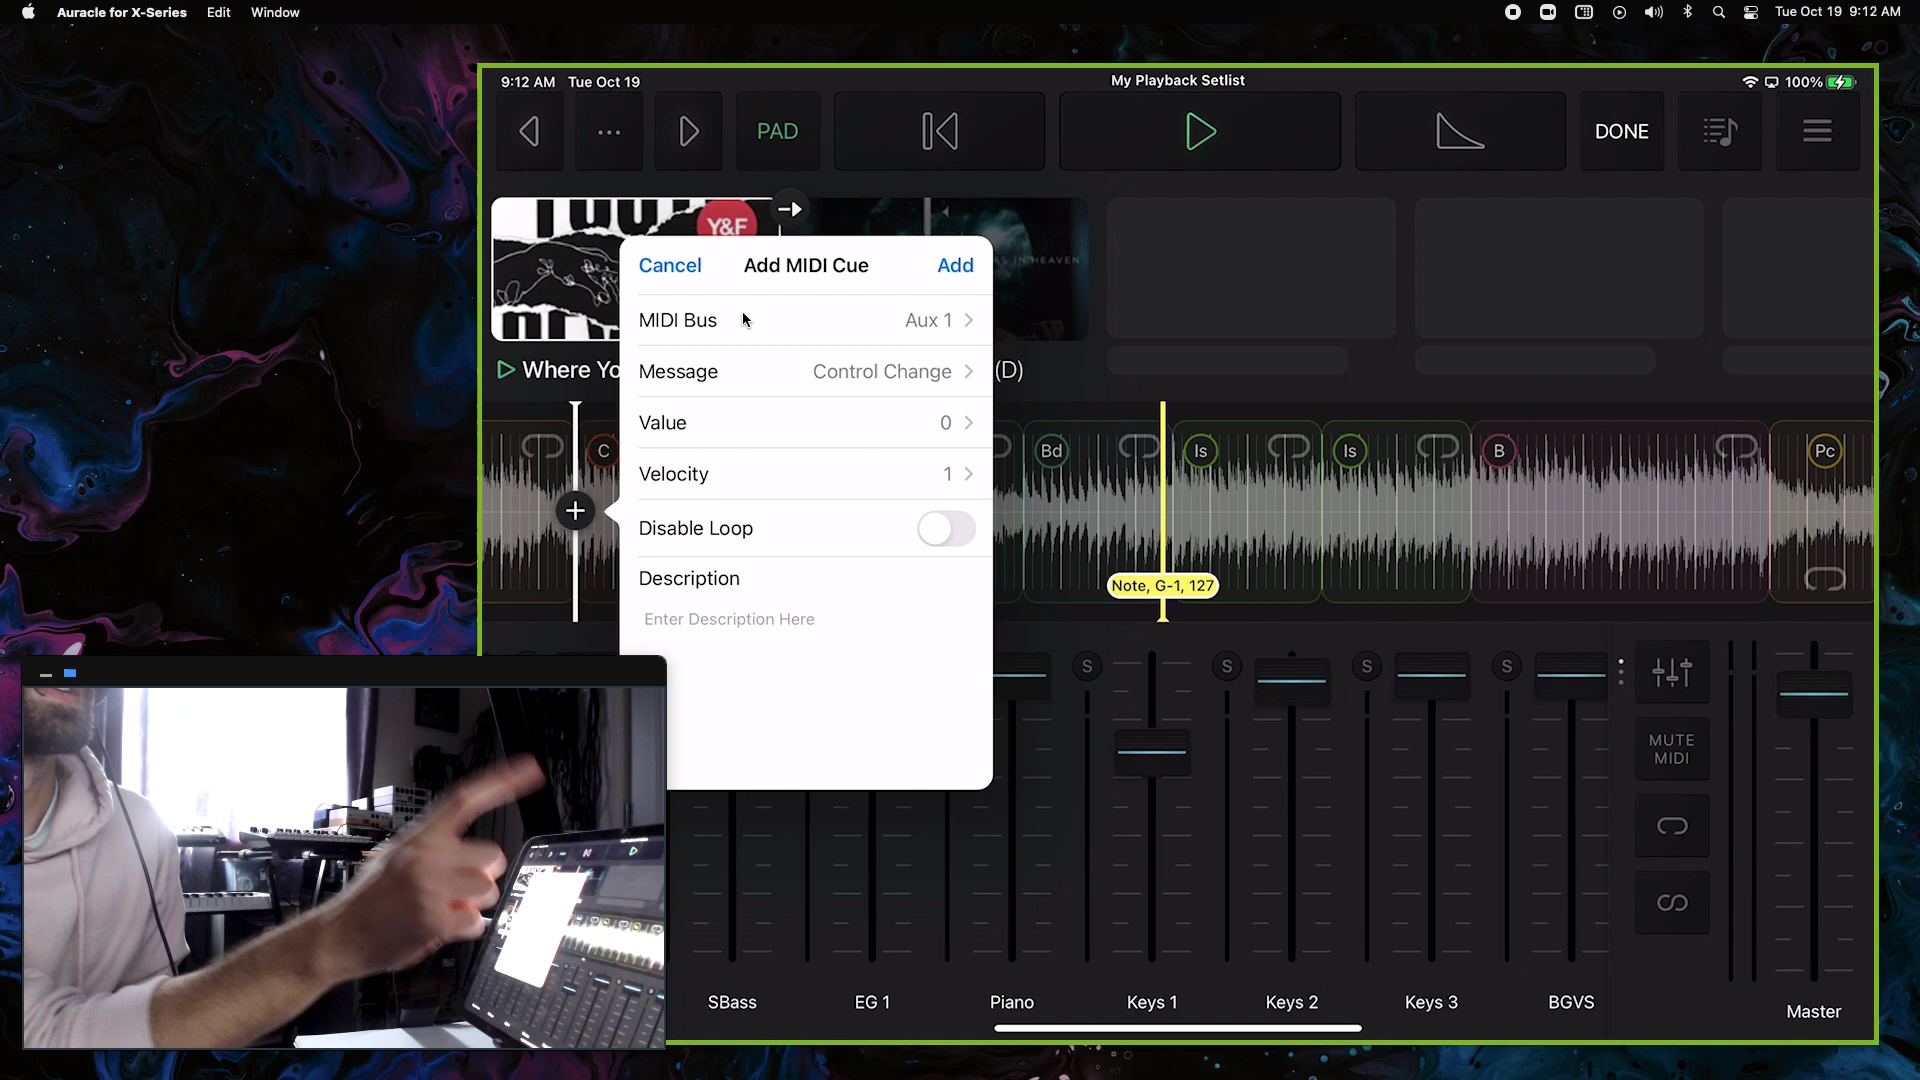 Auracle for X-Series Edit Window
Tue Oct 19 9:12 AM
9:12 AM Tue Oct 19
My Playback Setlist
100%
PAD
DONE
Y&F
S IN HEAVEN
Cancel Add MIDI Cue Add
MIDI Bus Aux 1
Where Yo
(D)
Message Control Change
Value 0
C
Bd
Is
Is
B
Pc
Velocity 1
Disable Loop
Description
Note, G-1, 127
Enter Description Here
S
S
S
S
MUTE
MIDI
SBass
EG 1
Piano
Keys 1
Keys 2
Keys 3
BGVS
Master